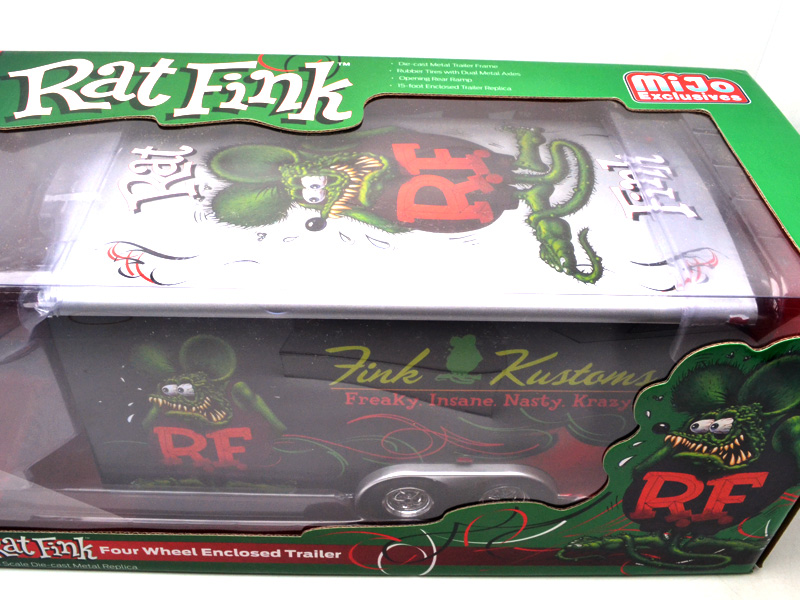 Rat Fink ™
• Die-cast Metal Trailer Frame
• Rubber Tires with Dual Metal Axles
• Opening Rear Ramp
• 15-foot Enclosed Trailer Replica
MiJo
Exclusives
Rat
RF
Fink
Fink Kustoms
Freaky. Insane. Nasty. Krazy
RF
RF
Rat Fink Four Wheel Enclosed Trailer
Scale Die-cast Metal Replica